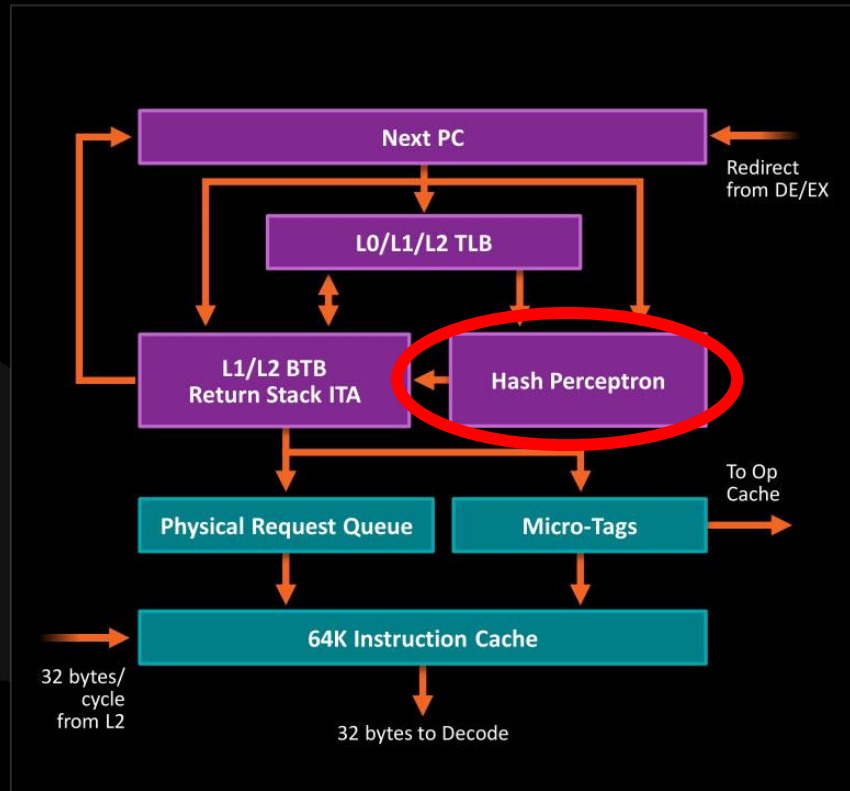 Next PC
Redirect
from DE/EX
L0/L1/L2 TLB
L1/L2 BTB
Return Stack ITA
Hash Perceptron
To Op
Cache
Physical Request Queue
Micro-Tags
64K Instruction Cache
32 bytes/
cycle
from L2
32 bytes to Decode